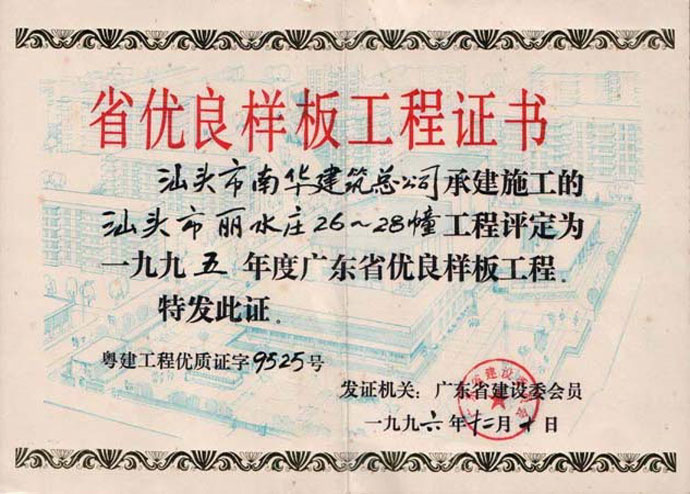 省优良样板工程证书
汕头市南华建筑总公司承建施工的
汕头市丽水庄26~28幢工程评定为
一九九五年度广东省优良样板工程.
特发此证.
粤建工程优质证字9525号
发证机关:广东省建设委会员
一九九六年十二月十日